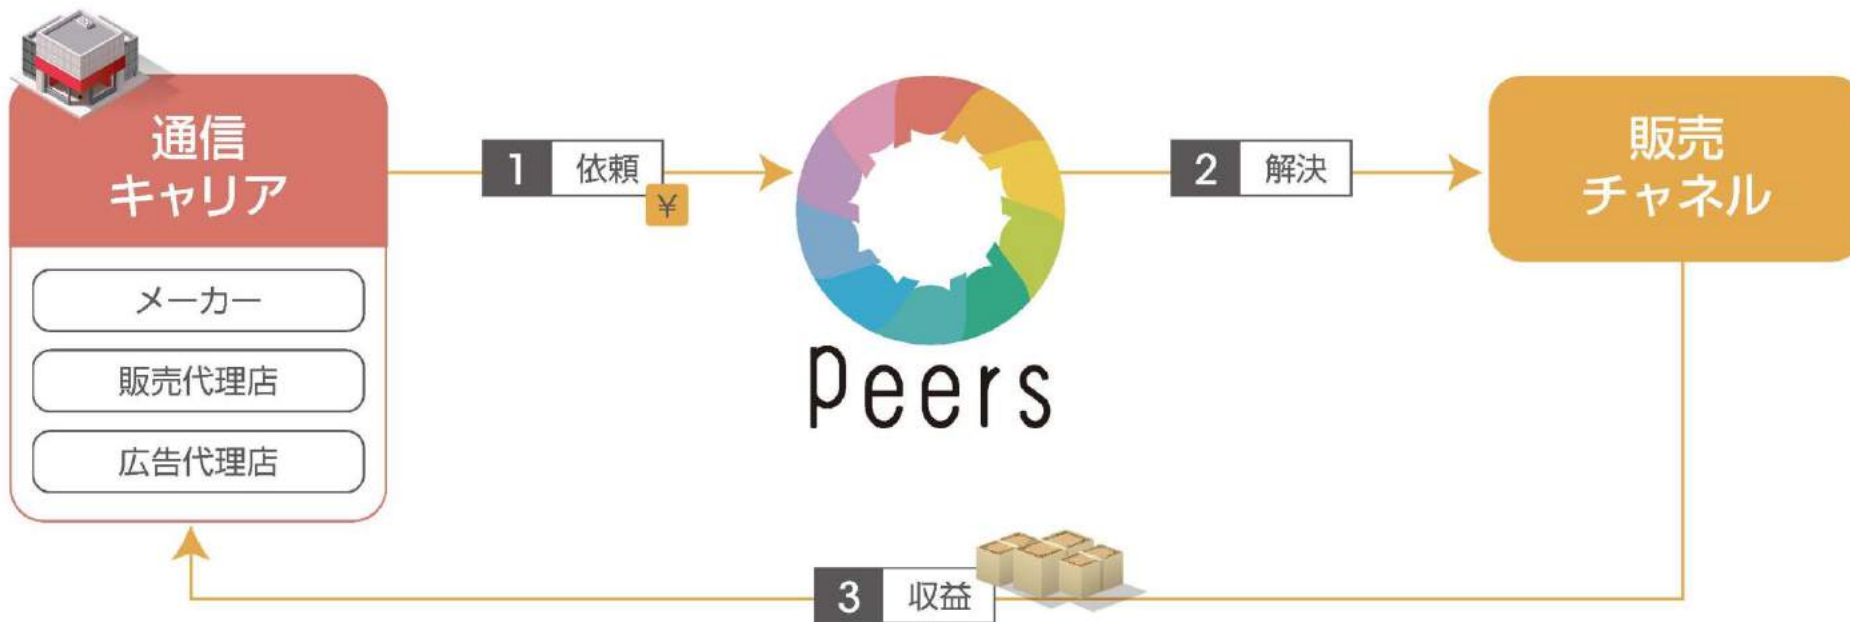 通信
キャリア
メーカー
販売代理店
広告代理店
1 依頼
¥
Peers
2 解決
販売
チャネル
3 収益